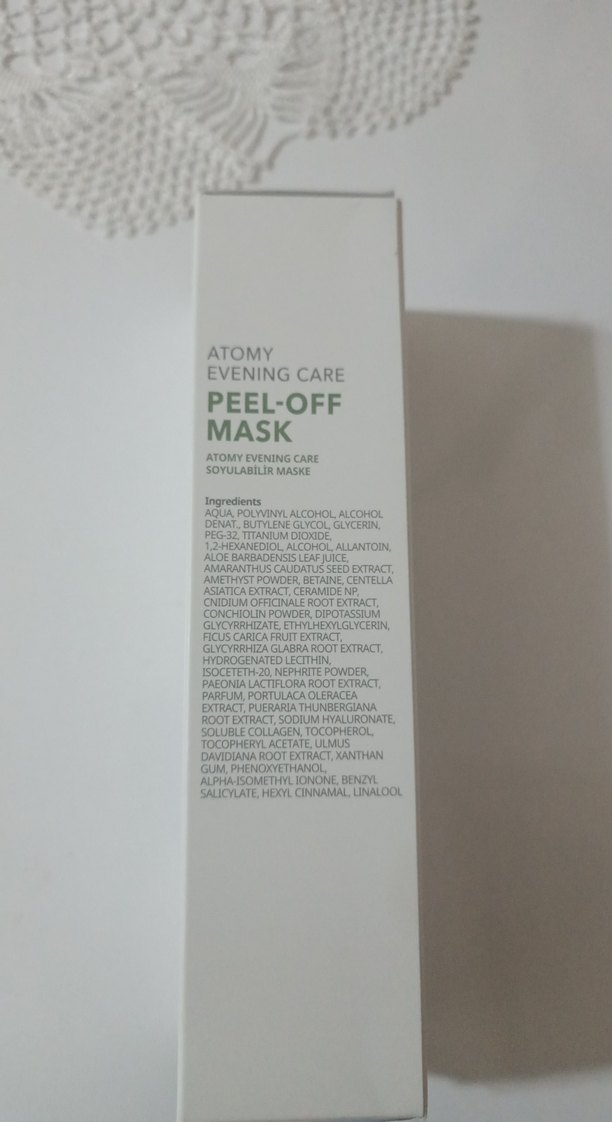 ATOMY
EVENING CARE
PEEL-OFF
MASK
ATOMY EVENING CARE
SOYULABİLİR MASKE
Ingredients
AQUA, POLYVINYL ALCOHOL, ALCOHOL
DENAT., BUTYLENE GLYCOL, GLYCERIN,
PEG-32, TITANIUM DIOXIDE,
1,2-HEXANEDIOL, ALCOHOL, ALLANTOIN,
ALOE BARBADENSIS LEAF JUICE,
AMARANTHUS CAUDATUS SEED EXTRACT,
AMETHYST POWDER, BETAINE, CENTELLA
ASIATICA EXTRACT, CERAMIDE NP,
CNIDIUM OFFICINALE ROOT EXTRACT,
CONCHIOLIN POWDER, DIPOTASSIUM
GLYCYRRHIZATE, ETHYLHEXYLGLYCERIN,
FICUS CARICA FRUIT EXTRACT,
GLYCYRRHIZA GLABRA ROOT EXTRACT,
HYDROGENATED LECITHIN,
ISOCETETH-20, NEPHRITE POWDER,
PAEONIA LACTIFLORA ROOT EXTRACT,
PARFUM, PORTULACA OLERACEA
EXTRACT, PUERARIA THUNBERGIANA
ROOT EXTRACT, SODIUM HYALURONATE,
SOLUBLE COLLAGEN, TOCOPHEROL,
TOCOPHERYL ACETATE, ULMUS
DAVIDIANA ROOT EXTRACT, XANTHAN
GUM, PHENOXYETHANOL,
ALPHA-ISOMETHYL IONONE, BENZYL
SALICYLATE, HEXYL CINNAMAL, LINALOOL